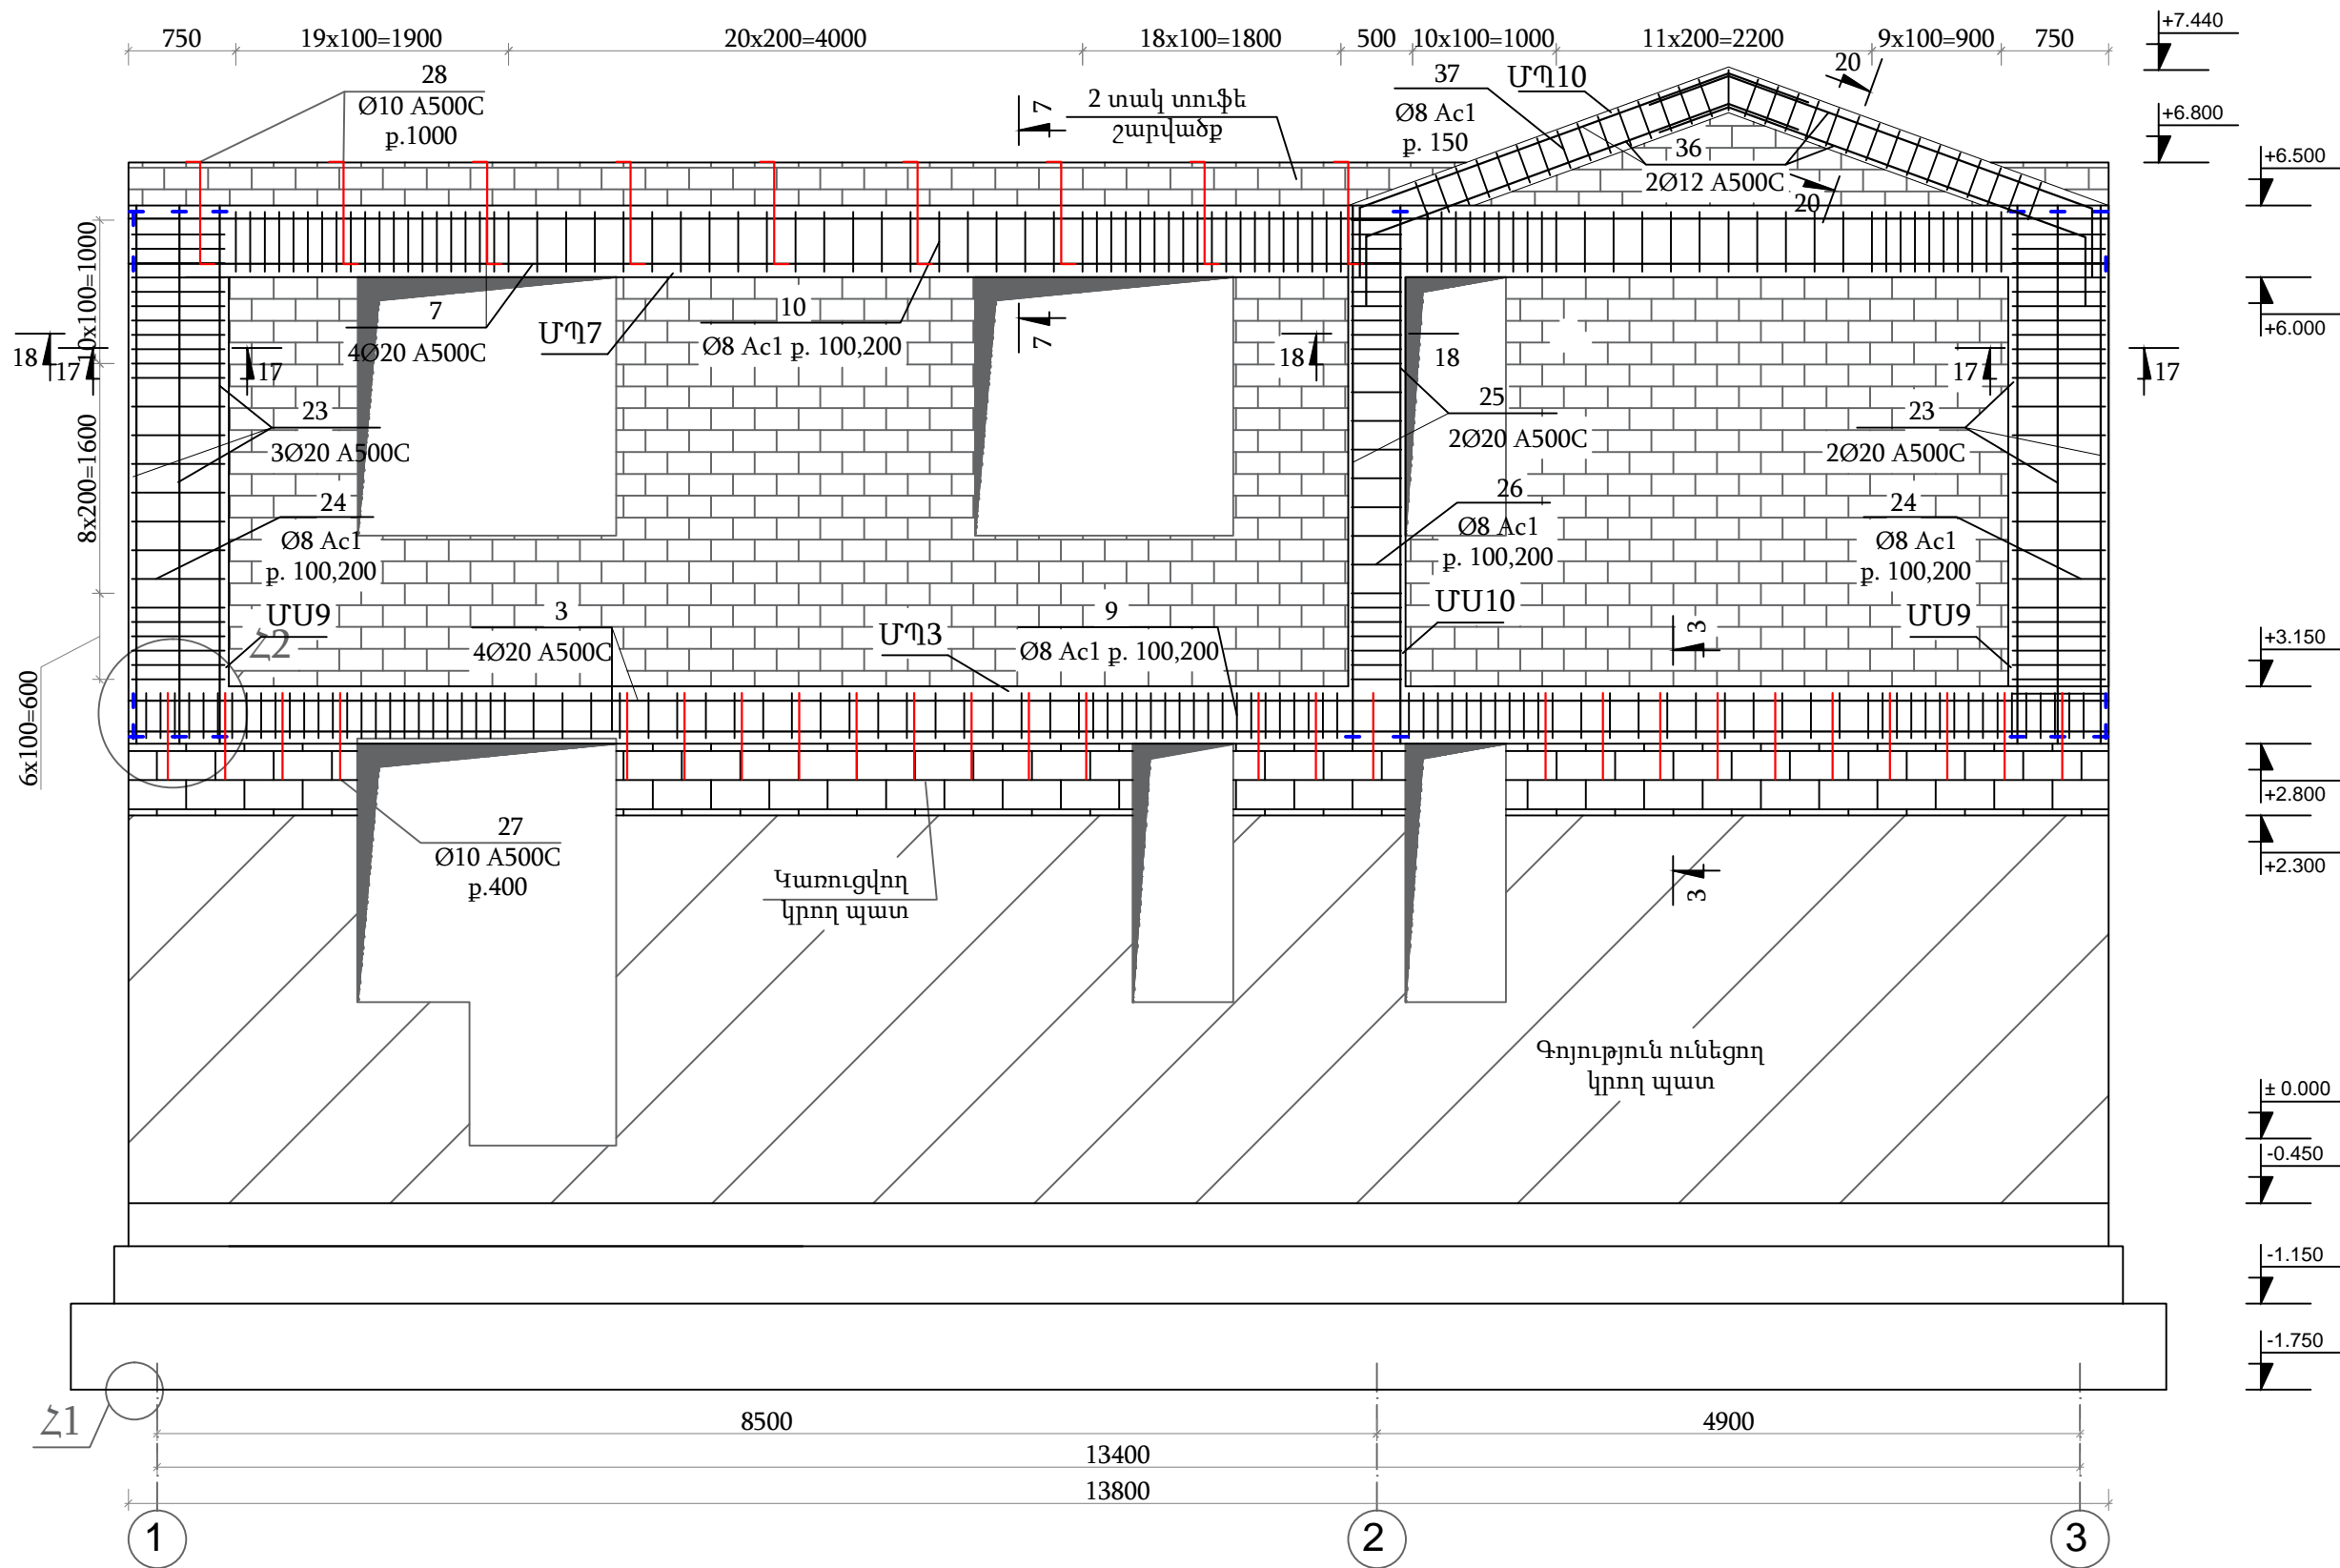 750
19x100=1900
20x200=4000
18x100=1800
500
10x100=1000
11x200=2200
9x100=900
750
+7.440
28
Ø10 A500C
ք.1000
7
2 տակ տուֆե
շարվածք
37
Ø8 Ac1
ք. 150
ՄՊ10
20
+6.800
+6.500
36
2Ø12 A500C
20
10x100=1000
7
4Ø20 A500C
ՄՊ7
10
Ø8 Ac1 ք. 100,200
7
+6.000
18
17
17
18
18
17
17
23
3Ø20 A500C
25
2Ø20 A500C
23
2Ø20 A500C
8x200=1600
24
Ø8 Ac1
ք. 100,200
26
Ø8 Ac1
ք. 100,200
24
Ø8 Ac1
ք. 100,200
ՄՍ9
Հ2
3
4Ø20 A500C
ՄՊ3
9
Ø8 Ac1 ք. 100,200
ՄՍ10
3
ՄՍ9
+3.150
6x100=600
+2.800
27
Ø10 A500C
ք.400
Կառուցվող
կրող պատ
3
+2.300
Գոյություն ունեցող
կրող պատ
± 0.000
-0.450
-1.150
-1.750
Հ1
8500
4900
13400
13800
1
2
3